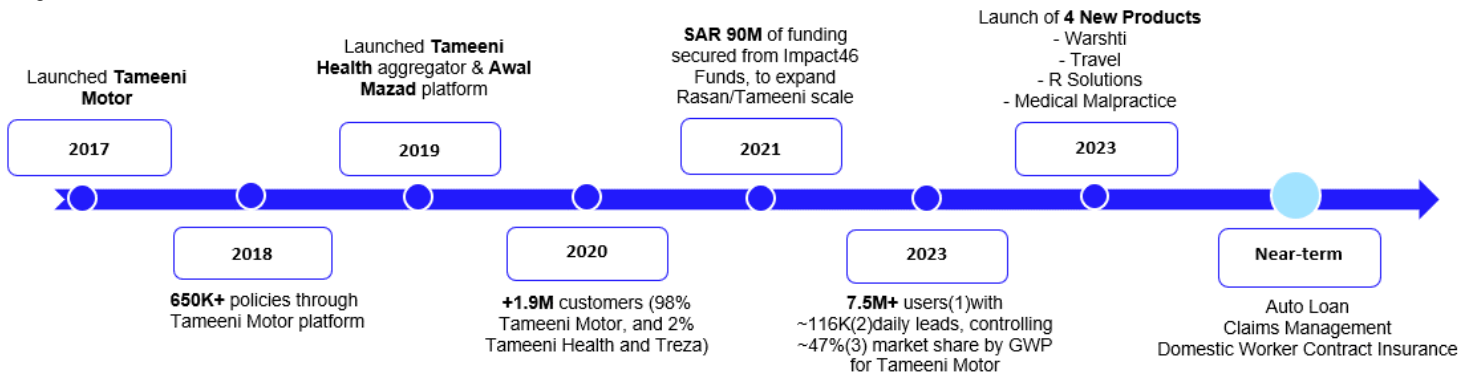 Launched Tameeni
Motor
2017
2018
650K+ policies through
Tameeni Motor platform
Launched Tameeni
Health aggregator & Awal
Mazad platform
2019
2020
+1.9M customers (98%
Tameeni Motor, and 2%
Tameeni Health and Treza)
SAR 90M of funding
secured from Impact46
Funds, to expand
Rasan/Tameeni scale
2021
2023
7.5M+ users(1)with
~116K(2)daily leads, controlling
~47%(3) market share by GWP
for Tameeni Motor
Launch of 4 New Products
- Warshti
- Travel
- R Solutions
- Medical Malpractice
2023
Near-term
Auto Loan
Claims Management
Domestic Worker Contract Insurance